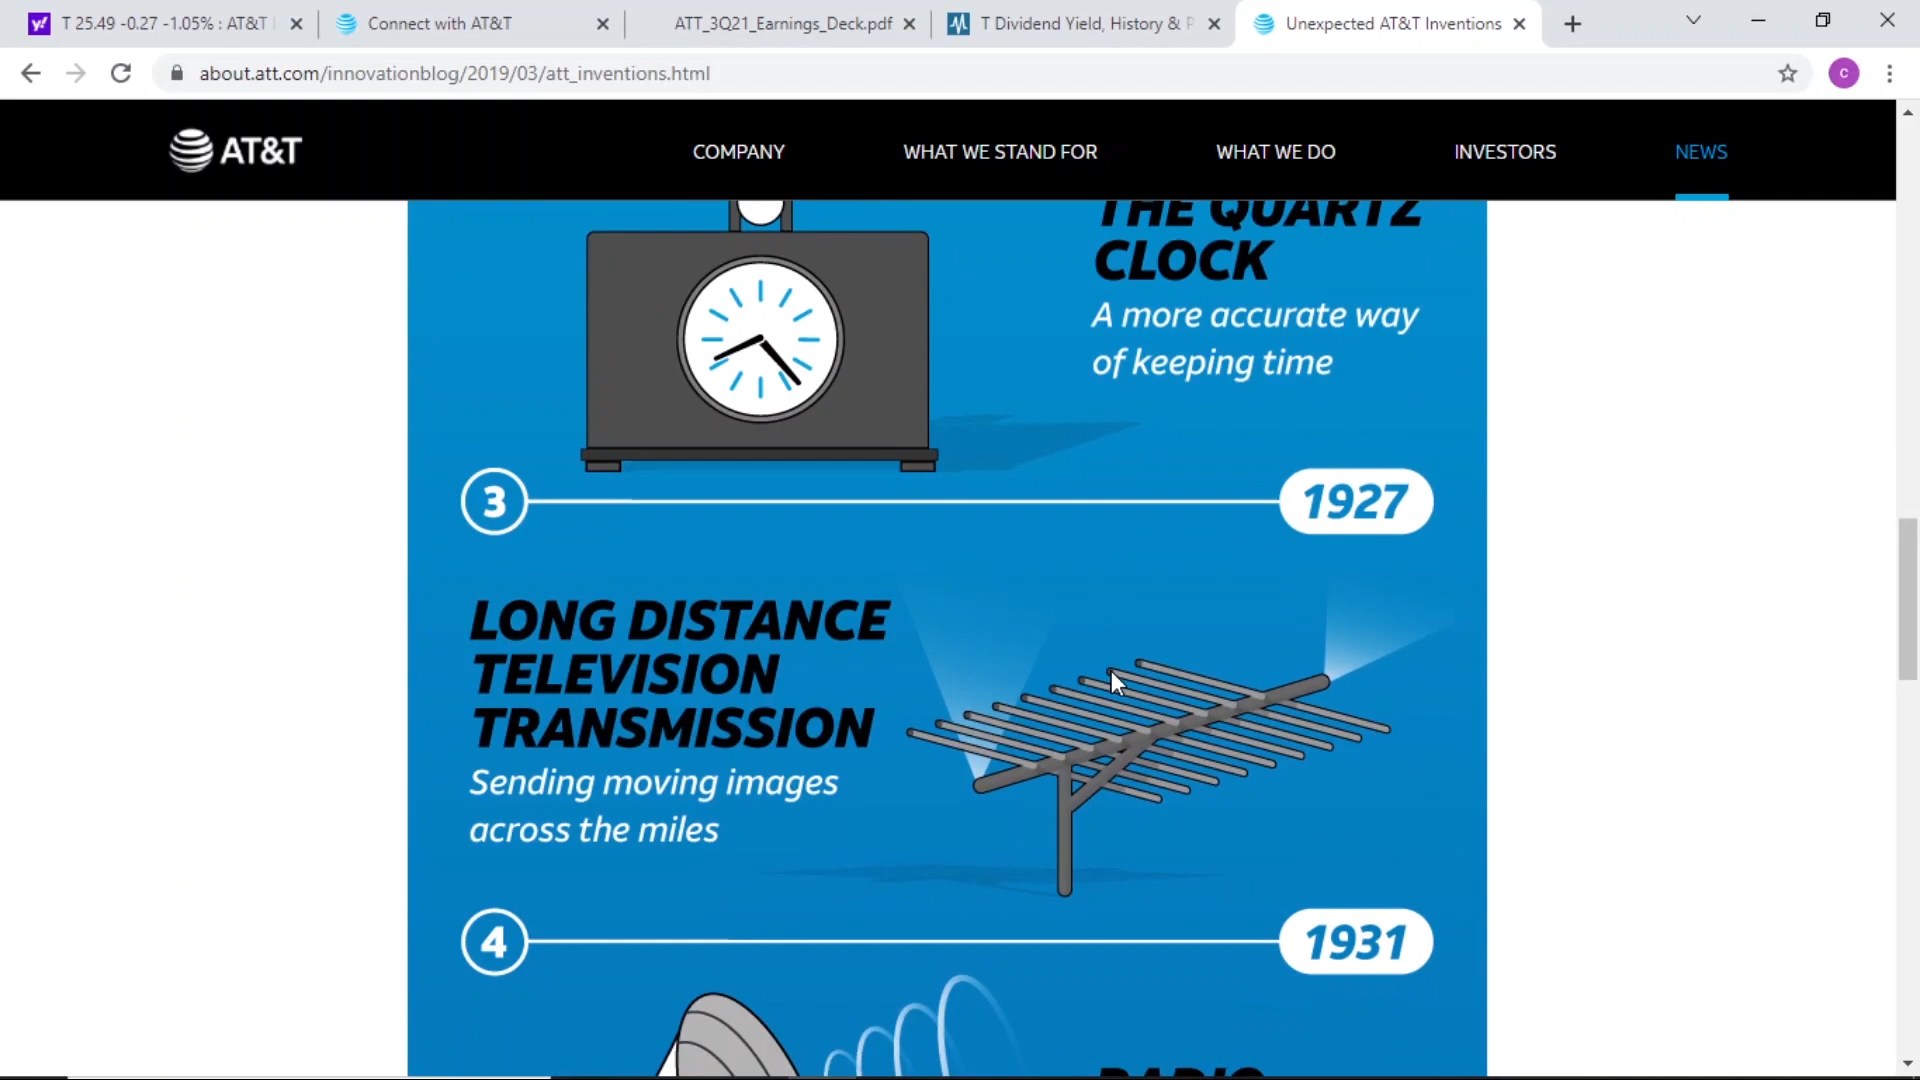 T 25.49 -0.27 -1.05% : AT&T
Connect with AT&T
ATT_3Q21_Earnings_Deck.pdf
T Dividend Yield, History & P
Unexpected AT&T Inventions
about.att.com/innovationblog/2019/03/att_inventions.html
C
AT&T
COMPANY
WHAT WE STAND FOR
WHAT WE DO
INVESTORS
NEWS
THE QUARTZ
CLOCK
A more accurate way
of keeping time
3
1927
LONG DISTANCE
TELEVISION
TRANSMISSION
Sending moving images
across the miles
4
1931
RADIO